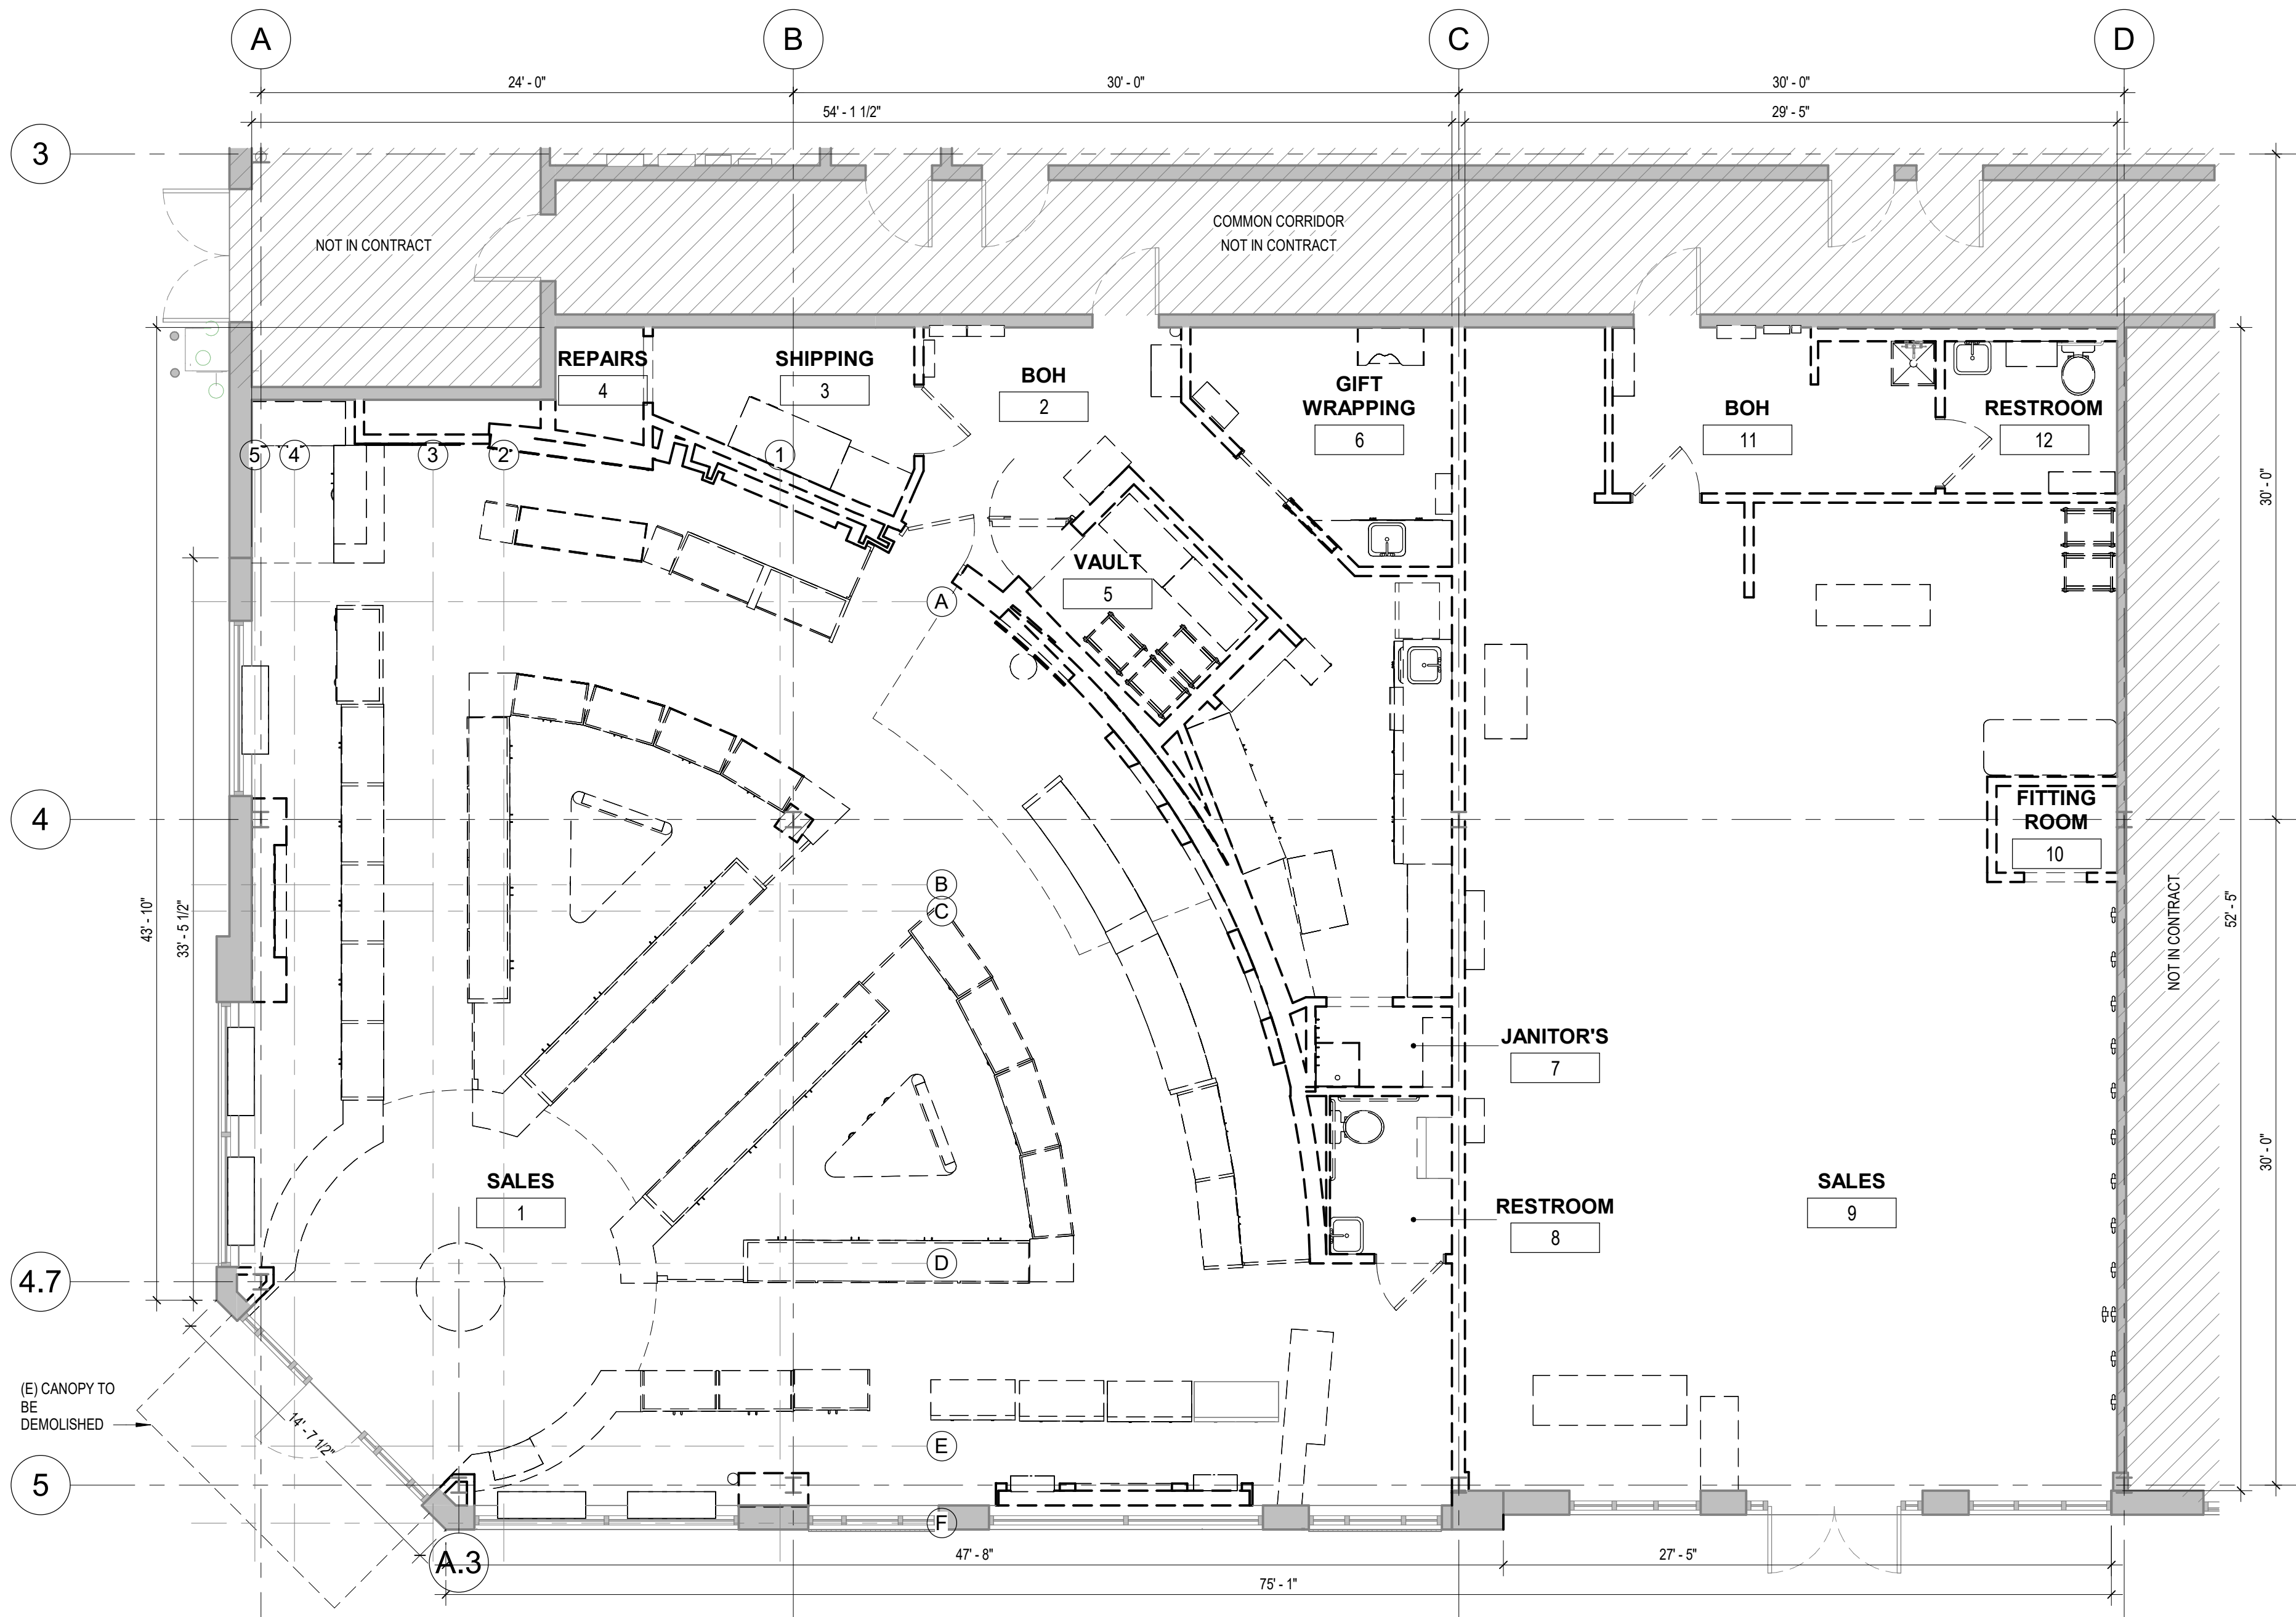 A
B
C
D
24' - 0"
30' - 0"
30' - 0"
54' - 1 1/2"
29' - 5"
3
NOT IN CONTRACT
COMMON CORRIDOR
NOT IN CONTRACT
REPAIRS
4
SHIPPING
3
BOH
2
GIFT
WRAPPING
6
BOH
11
RESTROOM
12
5
4
3
2
1
30' - 0"
VAULT
5
A
4
FITTING
ROOM
10
B
C
43' - 10"
33' - 5 1/2"
NOT IN CONTRACT
52' - 5"
JANITOR'S
7
SALES
1
RESTROOM
8
SALES
9
30' - 0"
D
4.7
(E) CANOPY TO
BE
DEMOLISHED
14' - 7 1/2"
E
5
F
A.3
47' - 8"
27' - 5"
75' - 1"